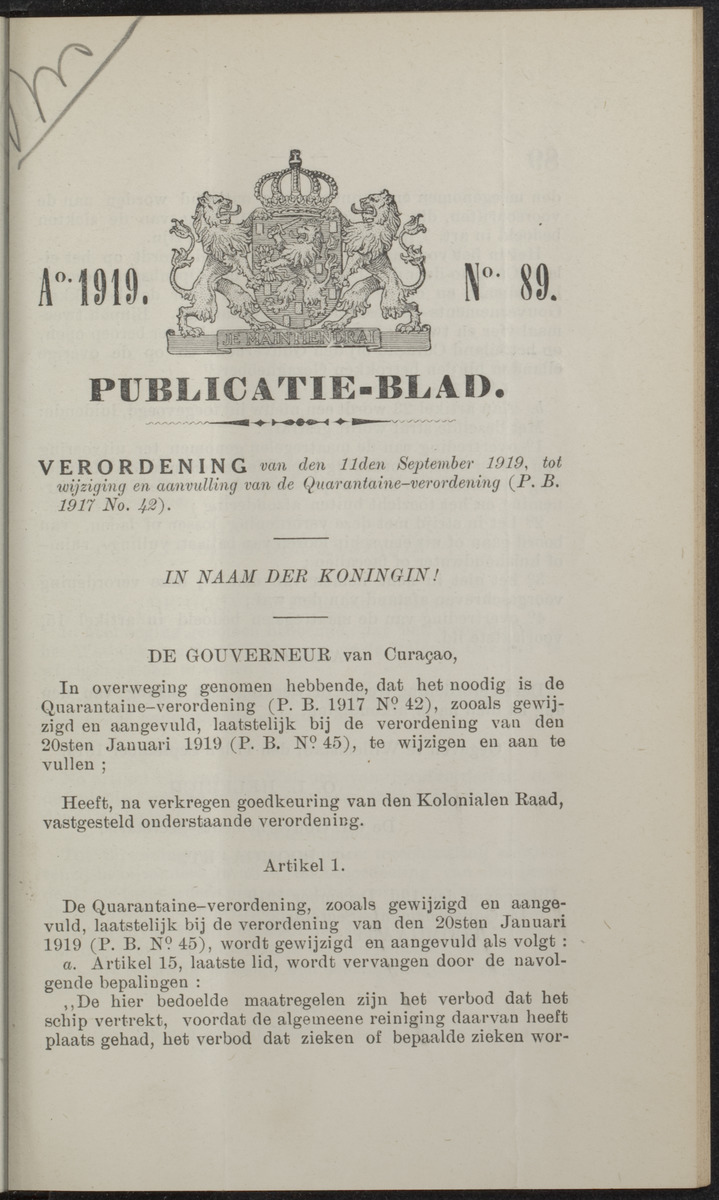 Aº. 1919.
Nº. 89.
JE MAINTIENDRAI
PUBLICATIE-BLAD.
VERORDENING van den 11den September 1919, tot
wijziging en aanvulling van de Quarantaine-verordening (P. B.
1917 No. 42).
IN NAAM DER KONINGIN!
DE GOUVERNEUR van Curaçao,
In overweging genomen hebbende, dat het noodig is de
Quarantaine-verordening (P. B. 1917 Nº 42), zooals gewij-
zigd en aangevuld, laatstelijk bij de verordening van den
20sten Januari 1919 (P. B. Nº 45), te wijzigen en aan te
vullen ;
Heeft, na verkregen goedkeuring van den Kolonialen Raad,
vastgesteld onderstaande verordening.
Artikel 1.
De Quarantaine-verordening, zooals gewijzigd en aange-
vuld, laatstelijk bij de verordening van den 20sten Januari
1919 (P. B. Nº 45), wordt gewijzigd en aangevuld als volgt :
a. Artikel 15, laatste lid, wordt vervangen door de navol-
gende bepalingen :
,,De hier bedoelde maatregelen zijn het verbod dat het
schip vertrekt, voordat de algemeene reiniging daarvan heeft
plaats gehad, het verbod dat zieken of bepaalde zieken wor-